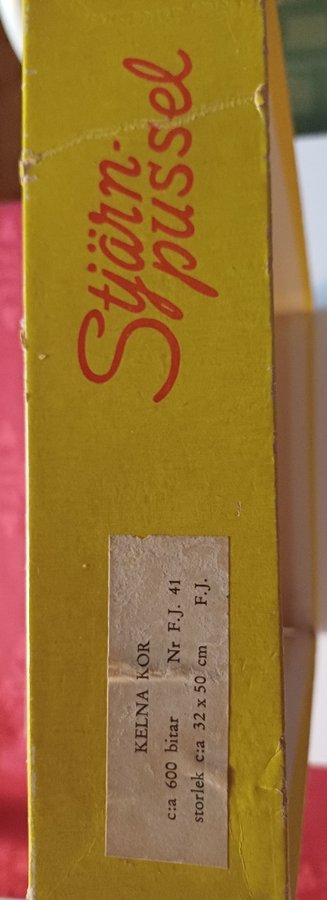 Stjärn-
pussel
KELNA KOR
c:a 600 bitar Nr F.J. 41
storlek c:a 32 x 50 cm F.J.